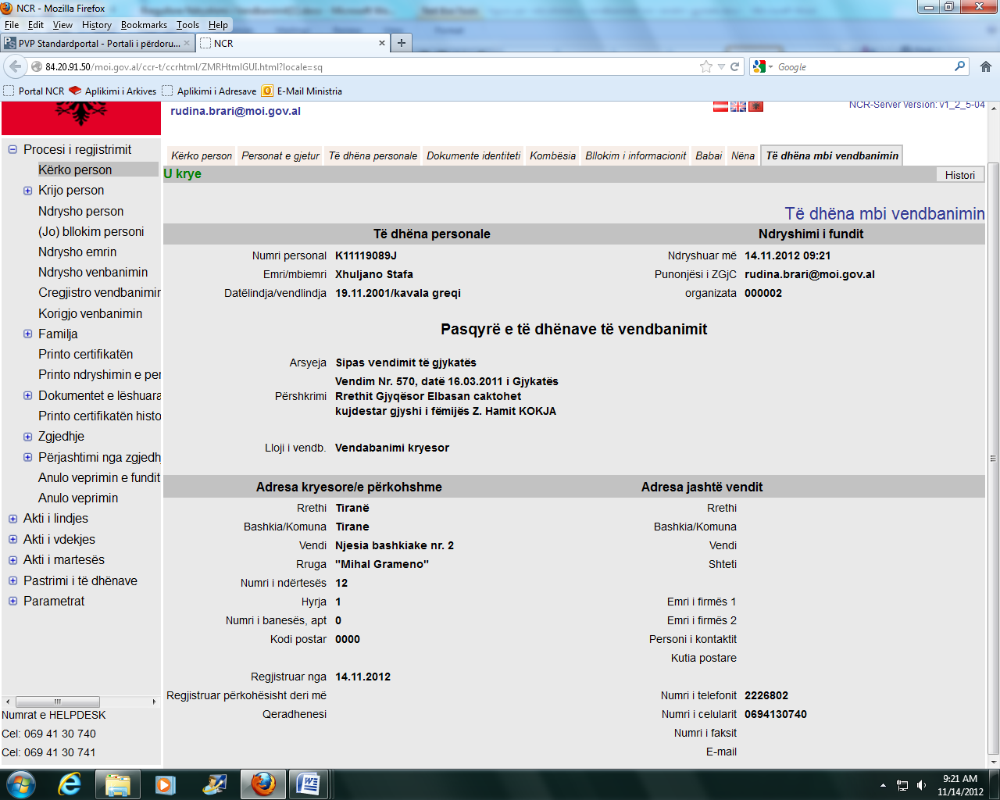 NCR - Mozilla Firefox
File Edit View History Bookmarks Tools Help
PVP Standardportal - Portali i përdoru... × NCR × +
84.20.91.50/moi.gov.al/ccr-t/ccrhtml/ZMRHtmlGUI.html?locale=sq
Google
Portal NCR Aplikimi i Arkives Aplikimi i Adresave E-Mail Ministria
rudina.brari@moi.gov.al
NCR-Server Version: v1_2_5-04
Kërko person Personat e gjetur Të dhëna personale Dokumente identiteti Kombësia Bllokim i informacionit Babai Nëna Të dhëna mbi vendbanimin
U krye
Histori
Procesi i regjistrimit
Kërko person
Krijo person
Ndrysho person
(Jo) bllokim personi
Ndrysho emrin
Ndrysho venbanimin
Cregjistro vendbanimin
Korigjo venbanimin
Familja
Printo certifikatën
Printo ndryshimin e per
Dokumentet e lëshuara
Printo certifikatën histo
Zgjedhje
Përjashtimi nga zgjedh
Anulo veprimin e fundit
Anulo veprimin
Akti i lindjes
Akti i vdekjes
Akti i martesës
Pastrimi i të dhënave
Parametrat
Numrat e HELPDESK
Cel: 069 41 30 740
Cel: 069 41 30 741
Të dhëna mbi vendbanimin
Të dhëna personale Ndryshimi i fundit
Numri personal K11119089J Ndryshuar më 14.11.2012 09:21
Emri/mbiemri Xhuljano Stafa Punonjësi i ZGjC rudina.brari@moi.gov.al
Datëlindja/vendlindja 19.11.2001/kavala greqi organizata 000002
Pasqyrë e të dhënave të vendbanimit
Arsyeja Sipas vendimit të gjykatës
Përshkrimi Vendim Nr. 570, datë 16.03.2011 i Gjykatës
Rrethit Gjyqësor Elbasan caktohet
kujdestar gjyshi i fëmijës Z. Hamit KOKJA
Lloji i vendb. Vendabanimi kryesor
Adresa kryesore/e përkohshme Adresa jashtë vendit
Rrethi Tiranë Rrethi
Bashkia/Komuna Tirane Bashkia/Komuna
Vendi Njesia bashkiake nr. 2 Vendi
Rruga "Mihal Grameno" Shteti
Numri i ndërtesës 12
Hyrja 1 Emri i firmës 1
Numri i banesës, apt 0 Emri i firmës 2
Kodi postar 0000 Personi i kontaktit
Kutia postare
Regjistruar nga 14.11.2012
Regjistruar përkohësisht deri më Numri i telefonit 2226802
Qeradhenesi Numri i celularit 0694130740
Numri i faksit
E-mail
9:21 AM
11/14/2012